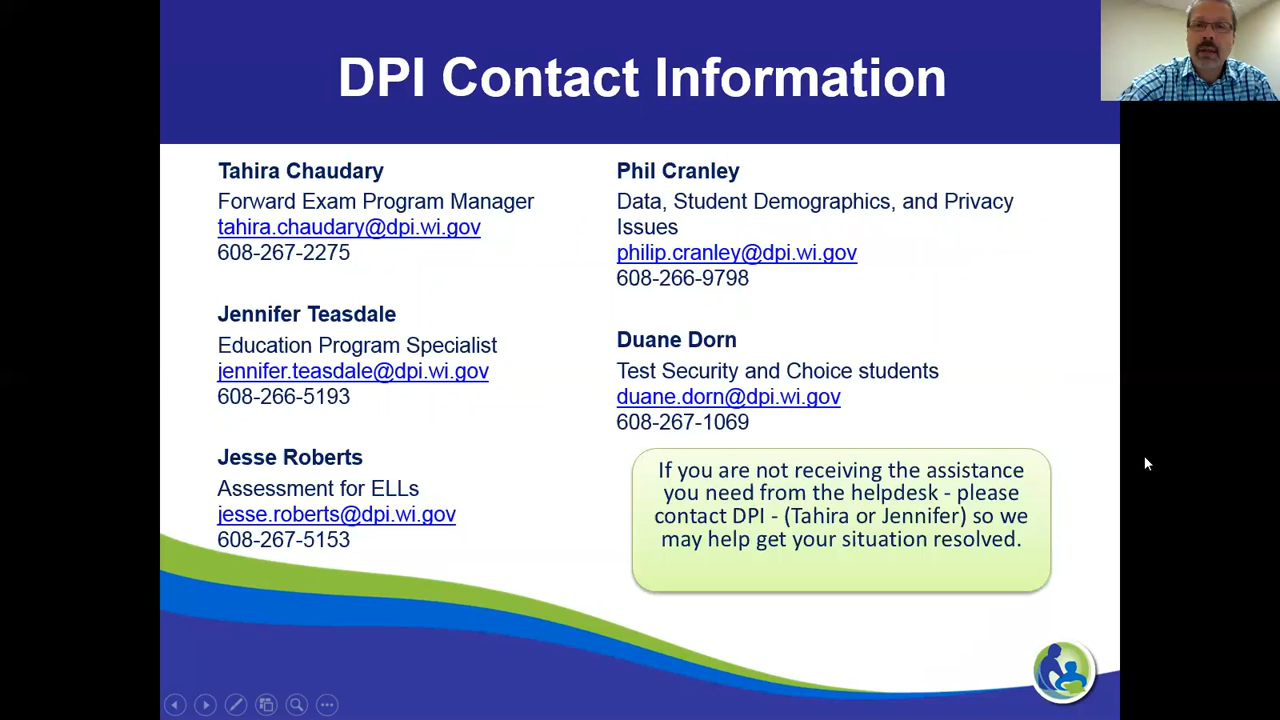 DPI Contact Information
Tahira Chaudary
Forward Exam Program Manager
tahira.chaudary@dpi.wi.gov
608-267-2275
Jennifer Teasdale
Education Program Specialist
jennifer.teasdale@dpi.wi.gov
608-266-5193
Jesse Roberts
Assessment for ELLs
jesse.roberts@dpi.wi.gov
608-267-5153
Phil Cranley
Data, Student Demographics, and Privacy
Issues
philip.cranley@dpi.wi.gov
608-266-9798
Duane Dorn
Test Security and Choice students
duane.dorn@dpi.wi.gov
608-267-1069
If you are not receiving the assistance
you need from the helpdesk - please
contact DPI - (Tahira or Jennifer) so we
may help get your situation resolved.